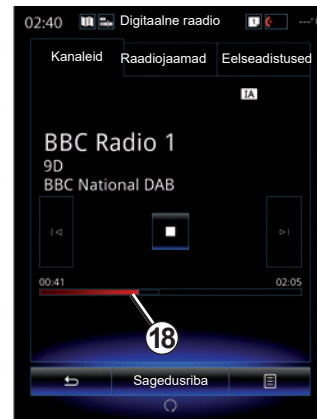 02:40 Digitaalne raadio
Kanaleid Raadiojaamad Eelseadistused
IA
BBC Radio 1
9D
BBC National DAB
00:41 02:05
18
Sagedusriba